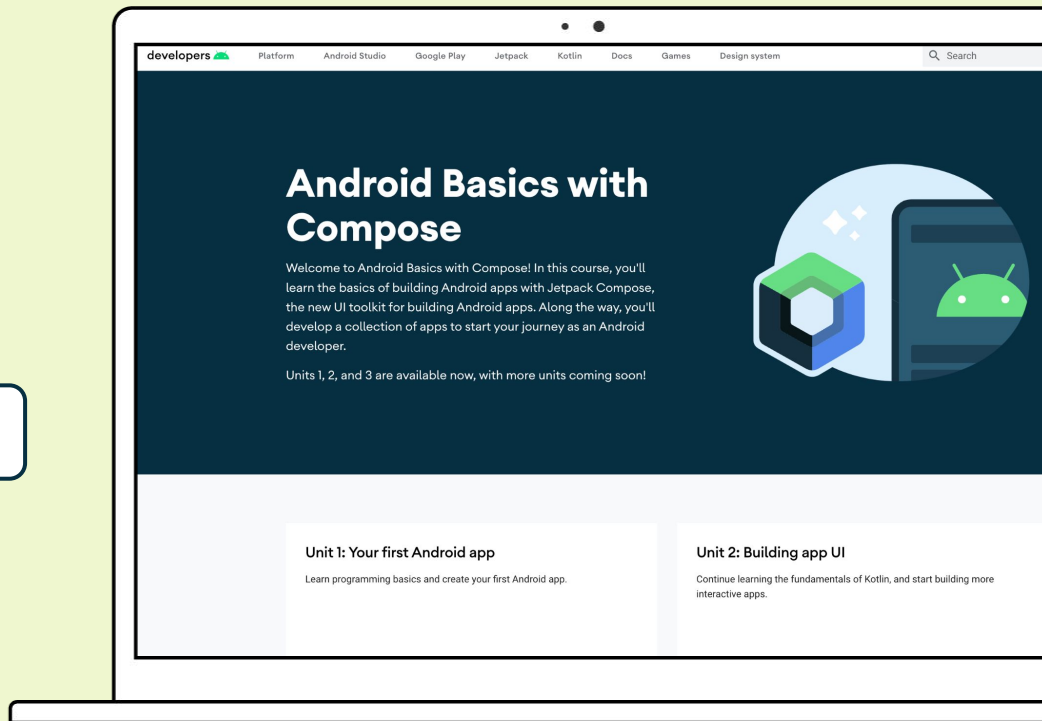 developers Platform Android Studio Google Play Jetpack Kotlin Docs Games Design system Search
Android Basics with
Compose
Welcome to Android Basics with Compose! In this course, you'll
learn the basics of building Android apps with Jetpack Compose,
the new UI toolkit for building Android apps. Along the way, you'll
develop a collection of apps to start your journey as an Android
developer.
Units 1, 2, and 3 are available now, with more units coming soon!
Unit 1: Your first Android app
Learn programming basics and create your first Android app.
Unit 2: Building app UI
Continue learning the fundamentals of Kotlin, and start building more
interactive apps.